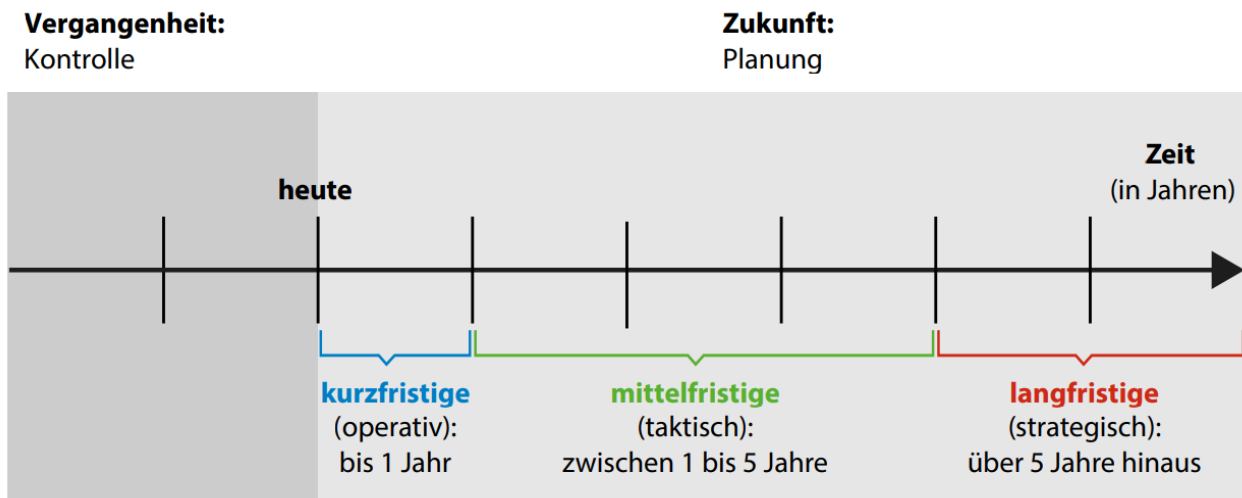 Vergangenheit:
Kontrolle
Zukunft:
Planung
heute
Zeit
(in Jahren)
kurzfristige
(operativ):
bis 1 Jahr
mittelfristige
(taktisch):
zwischen 1 bis 5 Jahre
langfristige
(strategisch):
über 5 Jahre hinaus